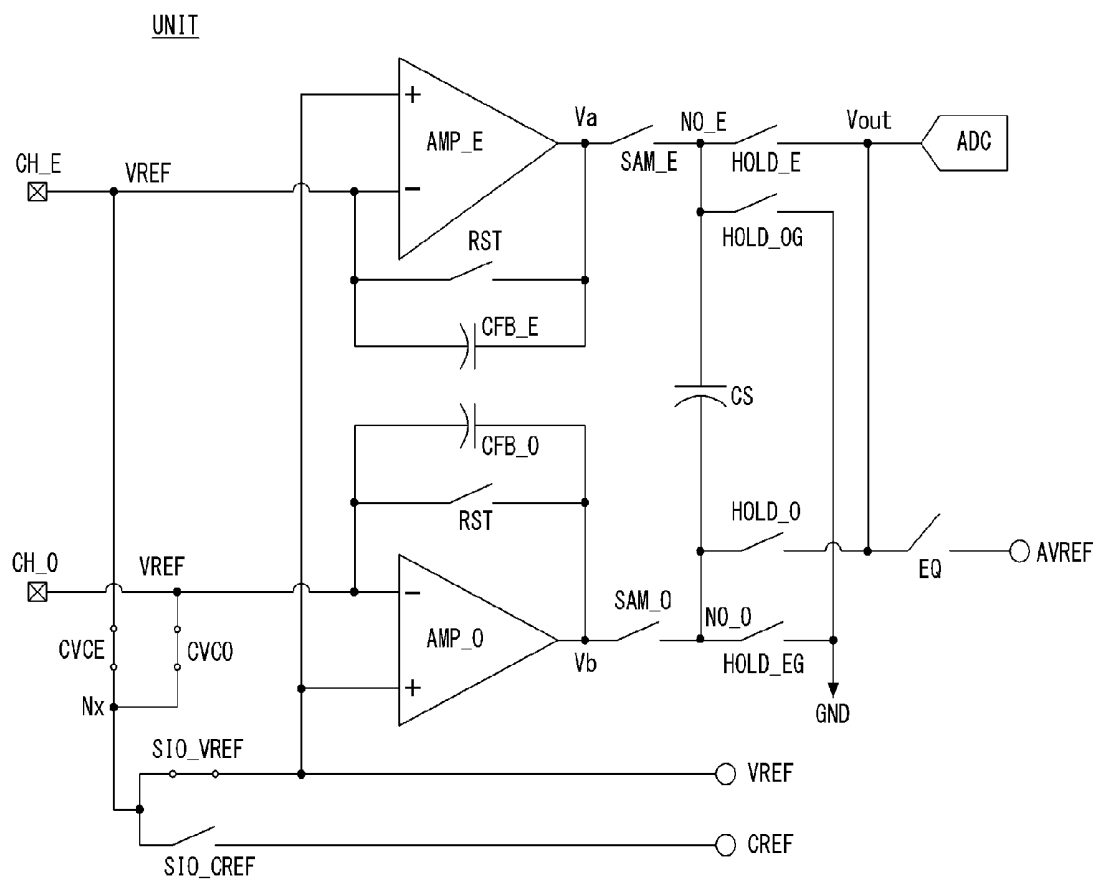 UNIT
+
AMP_E
−
Va
SAM_E
NO_E
HOLD_E
Vout
ADC
CH_E
VREF
HOLD_OG
RST
CFB_E
CS
CFB_O
RST
HOLD_O
EQ
AVREF
CH_O
VREF
−
AMP_O
+
Vb
SAM_O
NO_O
HOLD_EG
GND
CVCE
CVCO
Nx
SIO_VREF
VREF
SIO_CREF
CREF